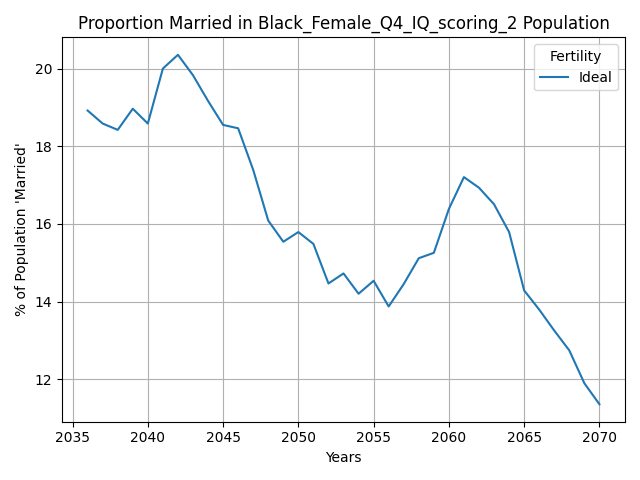 Proportion Married in Black_Female_Q4_IQ_scoring_2 Population
Fertility
Ideal
% of Population 'Married'
20
18
16
14
12
2035 2040 2045 2050 2055 2060 2065 2070
Years